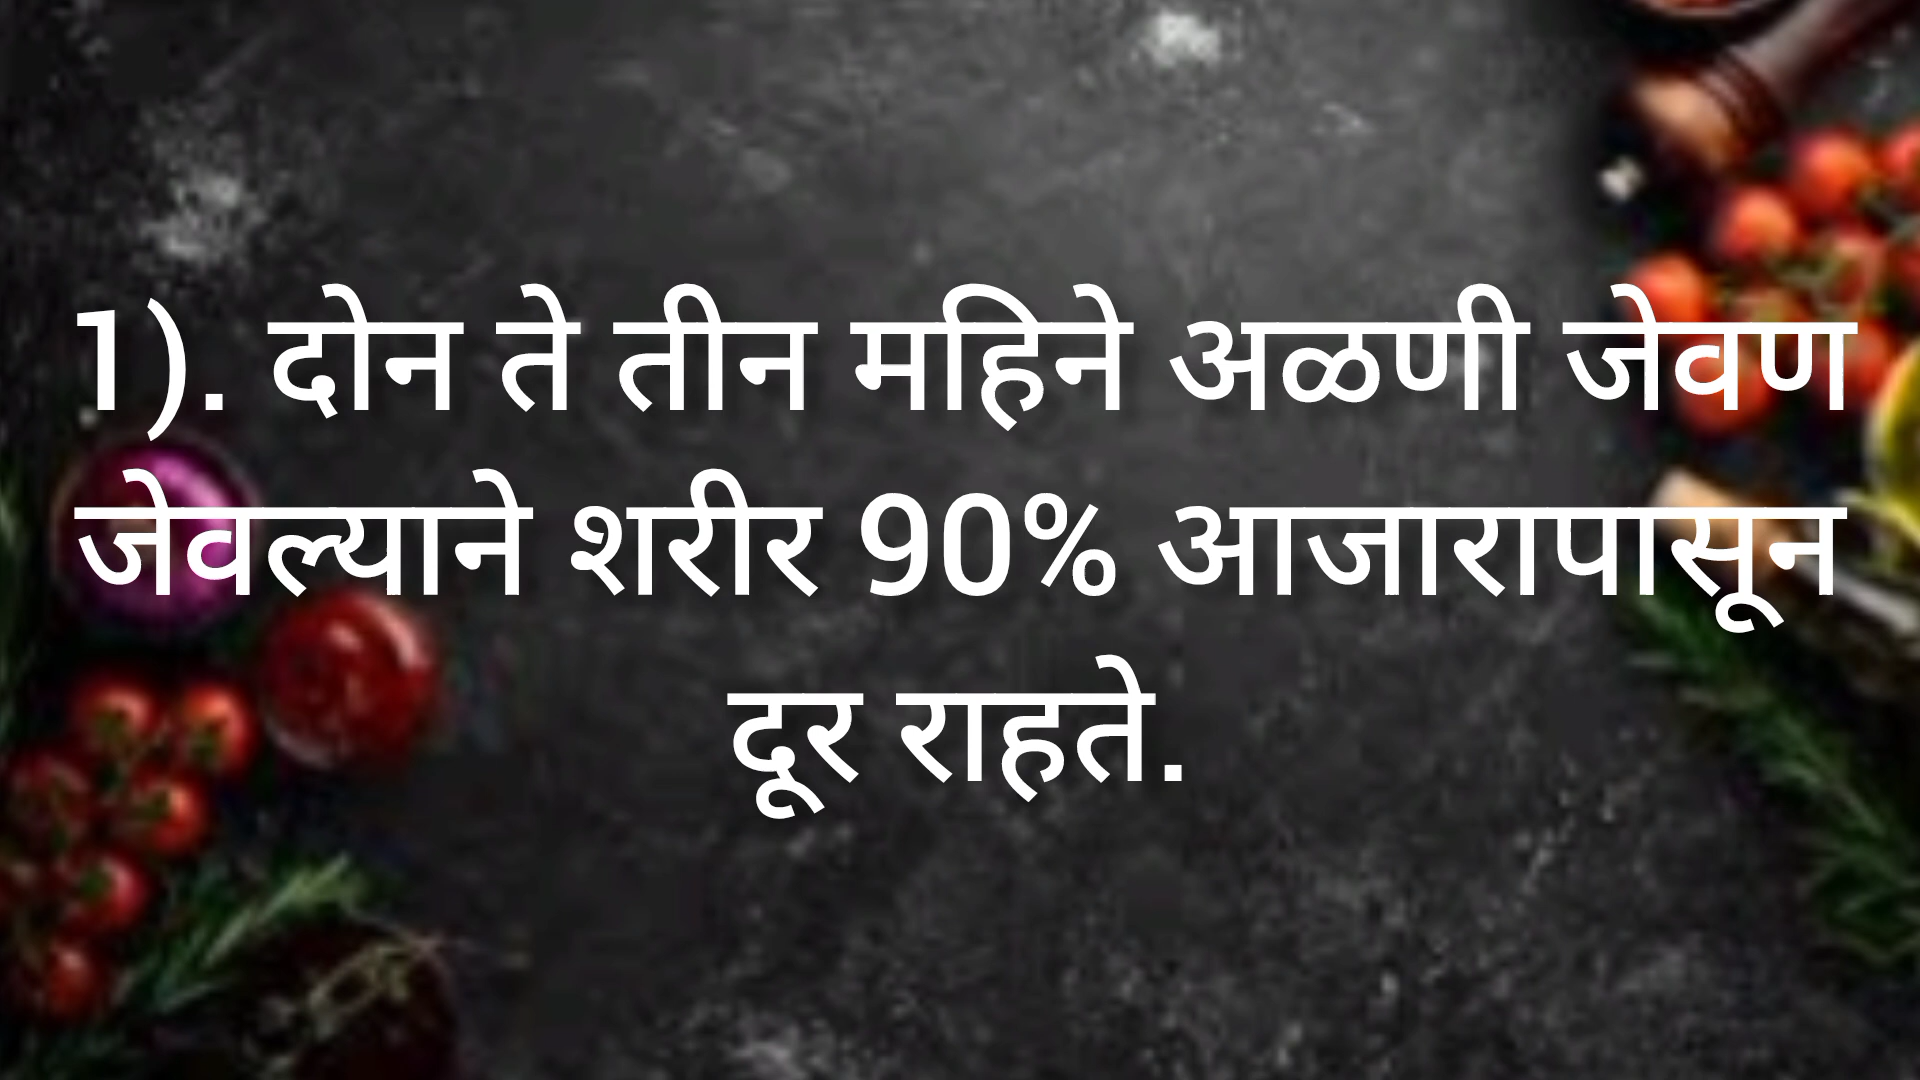 1). दोन ते तीन महिने अळणी जेवण
जेवल्याने शरीर 90% आजारापासून
दूर राहते.